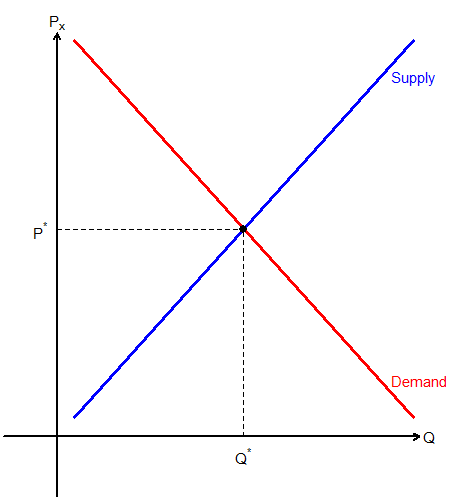 Px
Supply
P*
Demand
Q
Q*